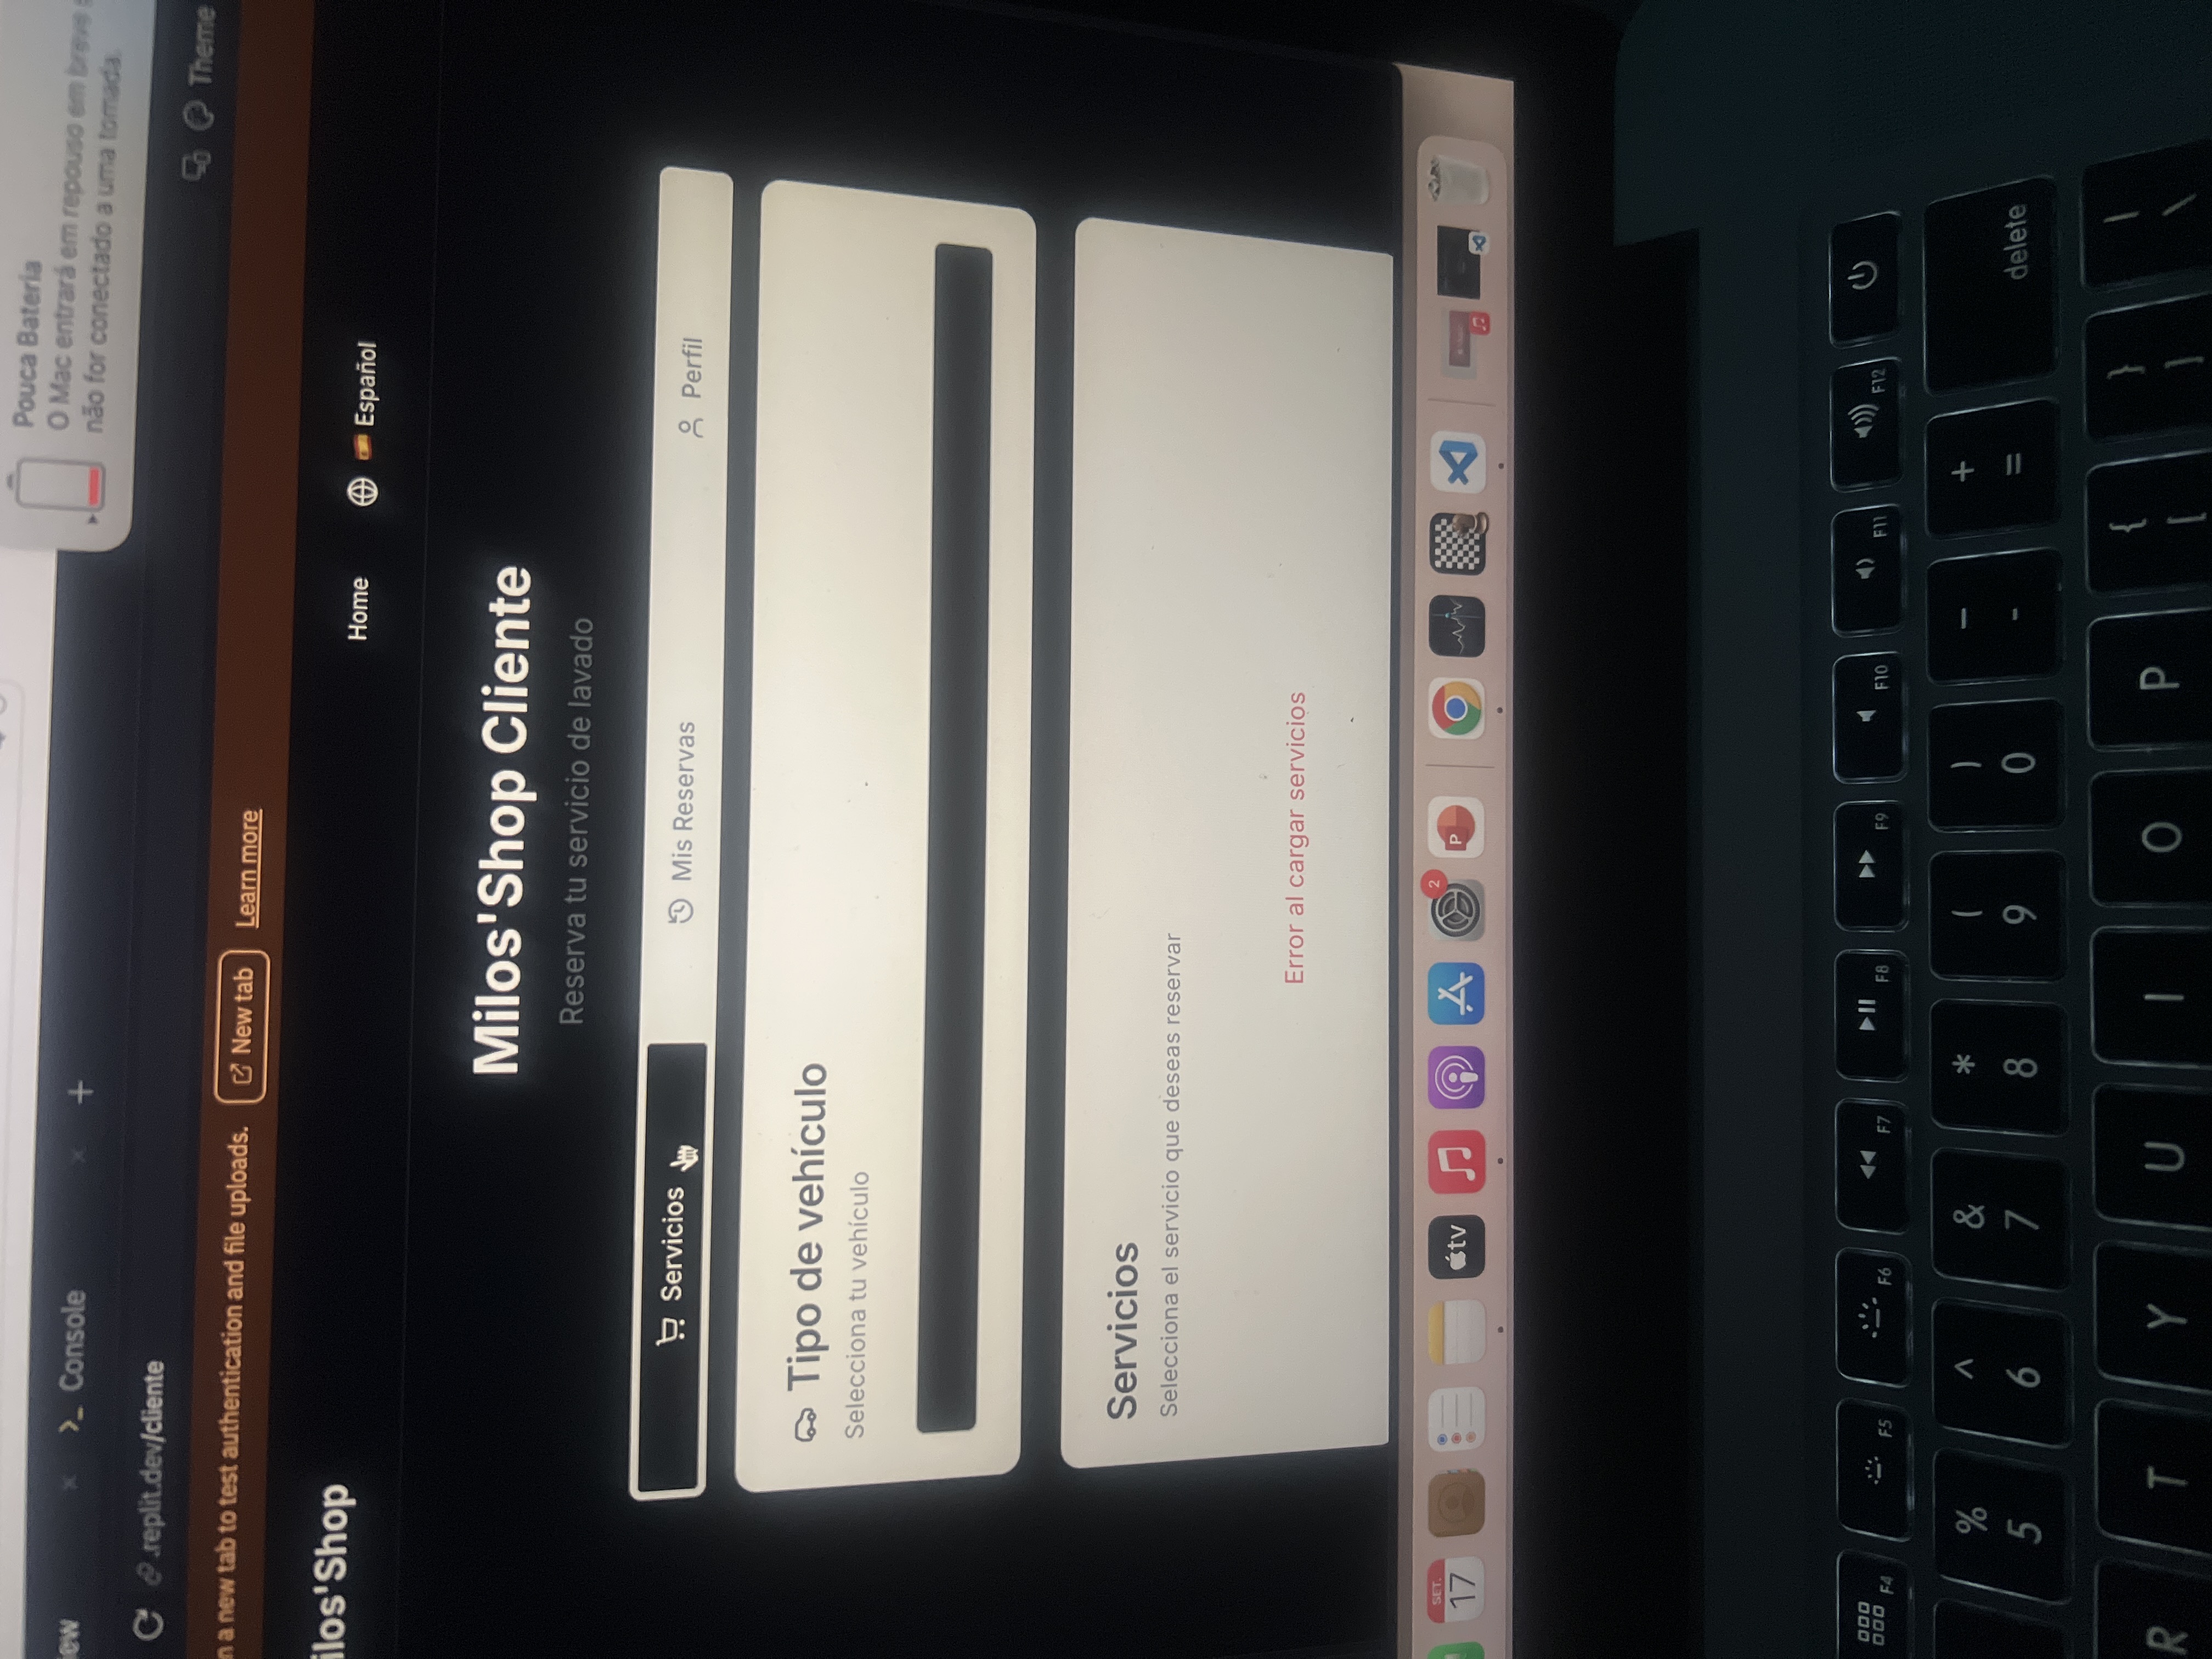 Pouca Bateria
O Mac entrará em repouso em breve
não for conectado a uma tomada.
ew
Console
.replit.dev/cliente
Theme
n a new tab to test authentication and file uploads.
New tab
Learn more
ilos'Shop
Home
Español
Milos'Shop Cliente
Reserva tu servicio de lavado
Servicios
Mis Reservas
Perfil
Tipo de vehículo
Selecciona tu vehículo
Servicios
Selecciona el servicio que deseas reservar
Error al cargar servicios
SET.
17
tv
2
P
F4
F5
F6
F7
F8
F9
F10
F11
F12
%
5
^
6
&
7
*
8
(
9
)
0
—
-
+
=
delete
R
T
Y
U
I
O
P
{
[
}
]
|
\